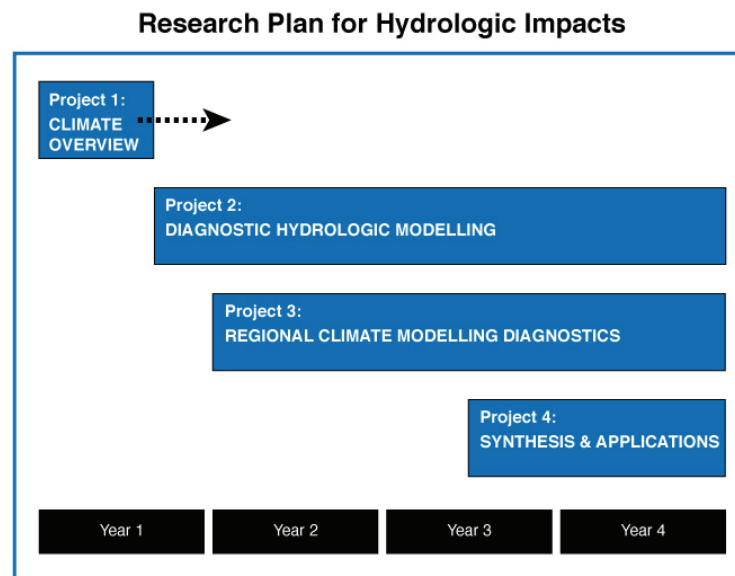 Research Plan for Hydrologic Impacts
Project 1:
CLIMATE
OVERVIEW
Project 2:
DIAGNOSTIC HYDROLOGIC MODELLING
Project 3:
REGIONAL CLIMATE MODELLING DIAGNOSTICS
Project 4:
SYNTHESIS & APPLICATIONS
Year 1 Year 2 Year 3 Year 4